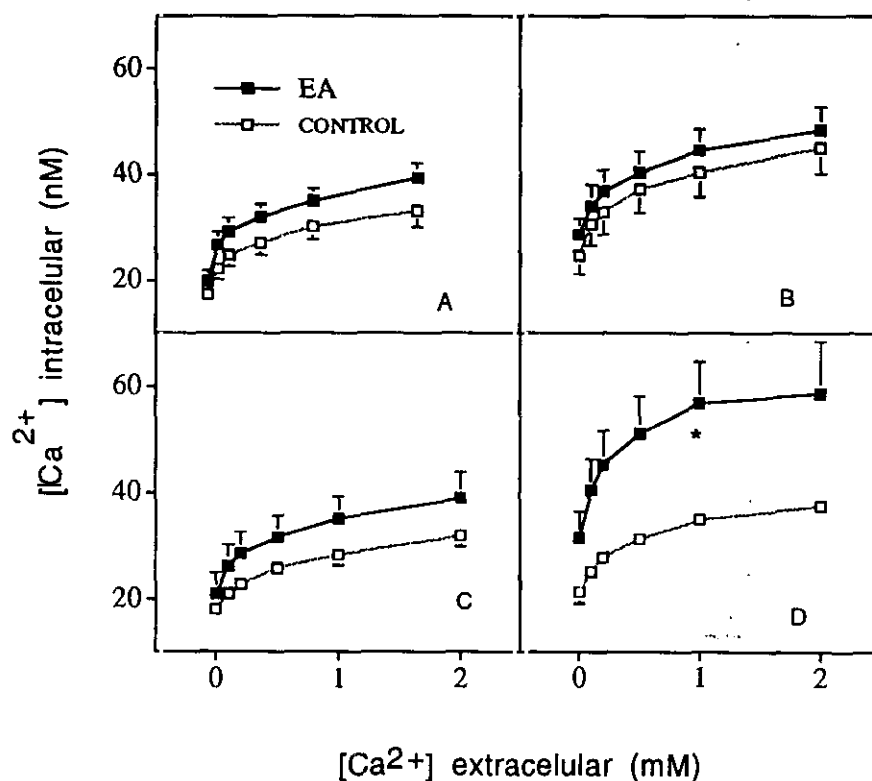 60
40
20
EA
CONTROL
A
B
60
40
20
C
D
*
0 1 2
0 1 2
[Ca2+] intracelular (nM)
[Ca2+] extracelular (mM)